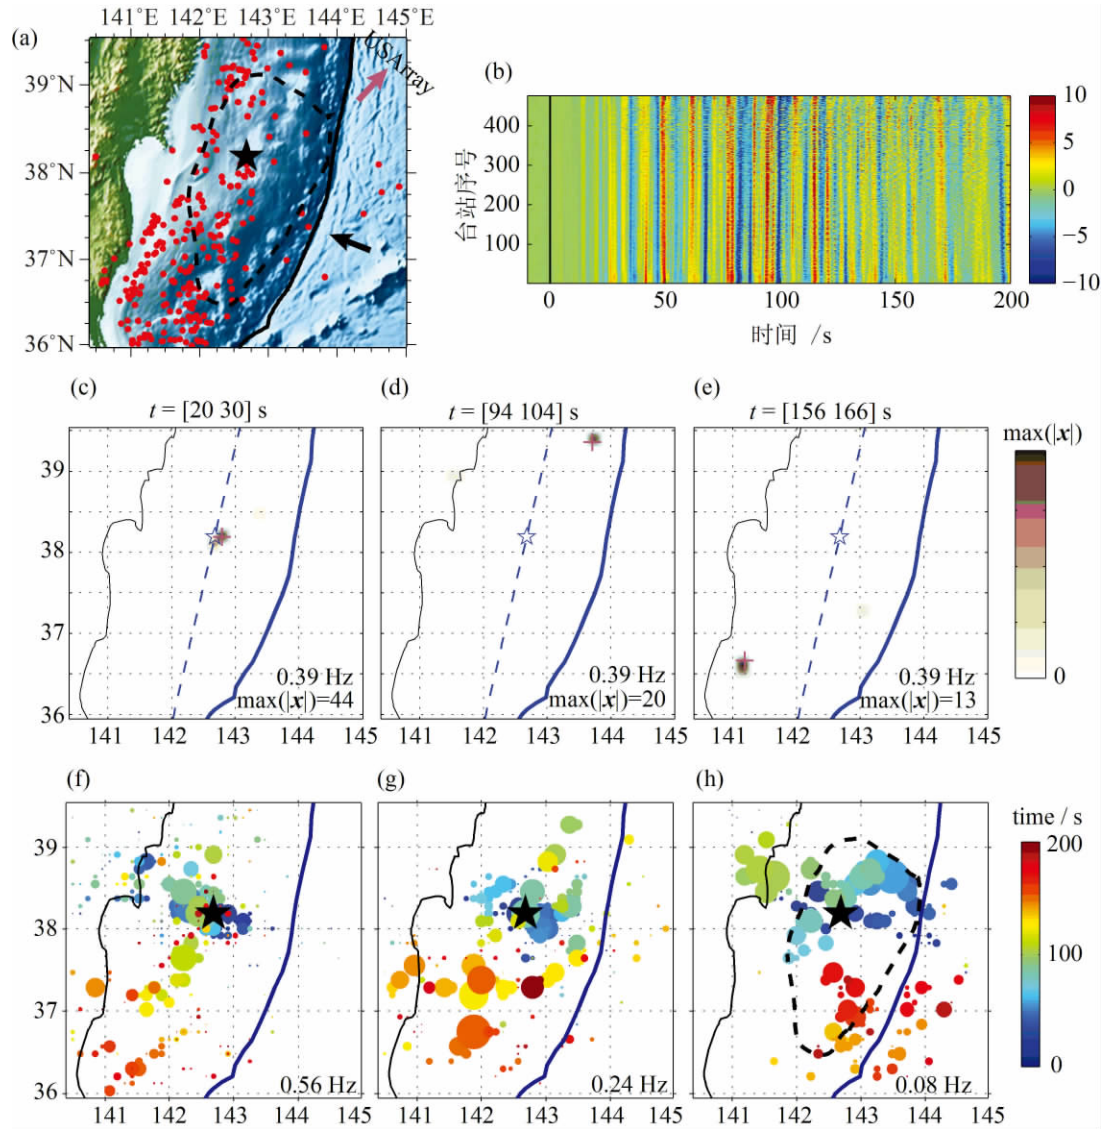 141°E 142°E 143°E 144°E 145°E
(a)
USArray
39°N
38°N
37°N
36°N
(b)
400
300
200
100
台站序号
0 50 100 150 200
时间 /s
10
5
0
−5
−10
(c)
t = [20 30] s
39
38
37
36
0.39 Hz
max(|x|)=44
141 142 143 144 145
(d)
t = [94 104] s
0.39 Hz
max(|x|)=20
141 142 143 144 145
(e)
t = [156 166] s
0.39 Hz
max(|x|)=13
141 142 143 144 145
max(|x|)
0
(f)
39
38
37
36
0.56 Hz
141 142 143 144 145
(g)
0.24 Hz
141 142 143 144 145
(h)
0.08 Hz
141 142 143 144 145
time / s
200
100
0